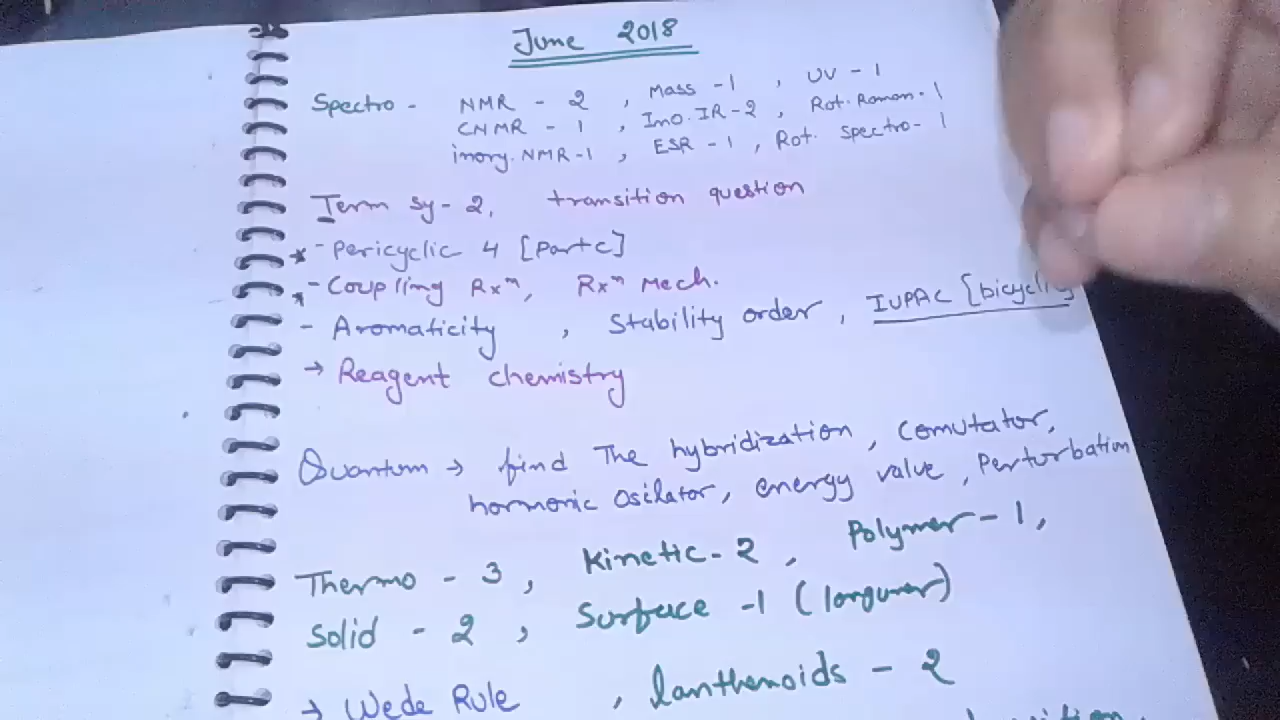 June 2018
Spectro - NMR - 2 , Mass - 1 , UV - 1
CNMR - 1 , Ino. IR - 2 , Rot. Raman - 1
inorg. NMR - 1 , ESR - 1 , Rot. Spectro - 1
Term sy - 2, transition question
* - Pericyclic 4 [Part c]
* - Coupling Rxⁿ, Rxⁿ Mech.
- Aromaticity , Stability order , IUPAC [bicyclic
→ Reagent chemistry
Quantum → find The hybridization , Comutator,
harmonic Osilator, energy value , Perturbation
Thermo - 3 , Kinetic - 2 , Polymer - 1 ,
Solid - 2 , Surface - 1 (langumer)
→ Wede Rule , lanthenoids - 2